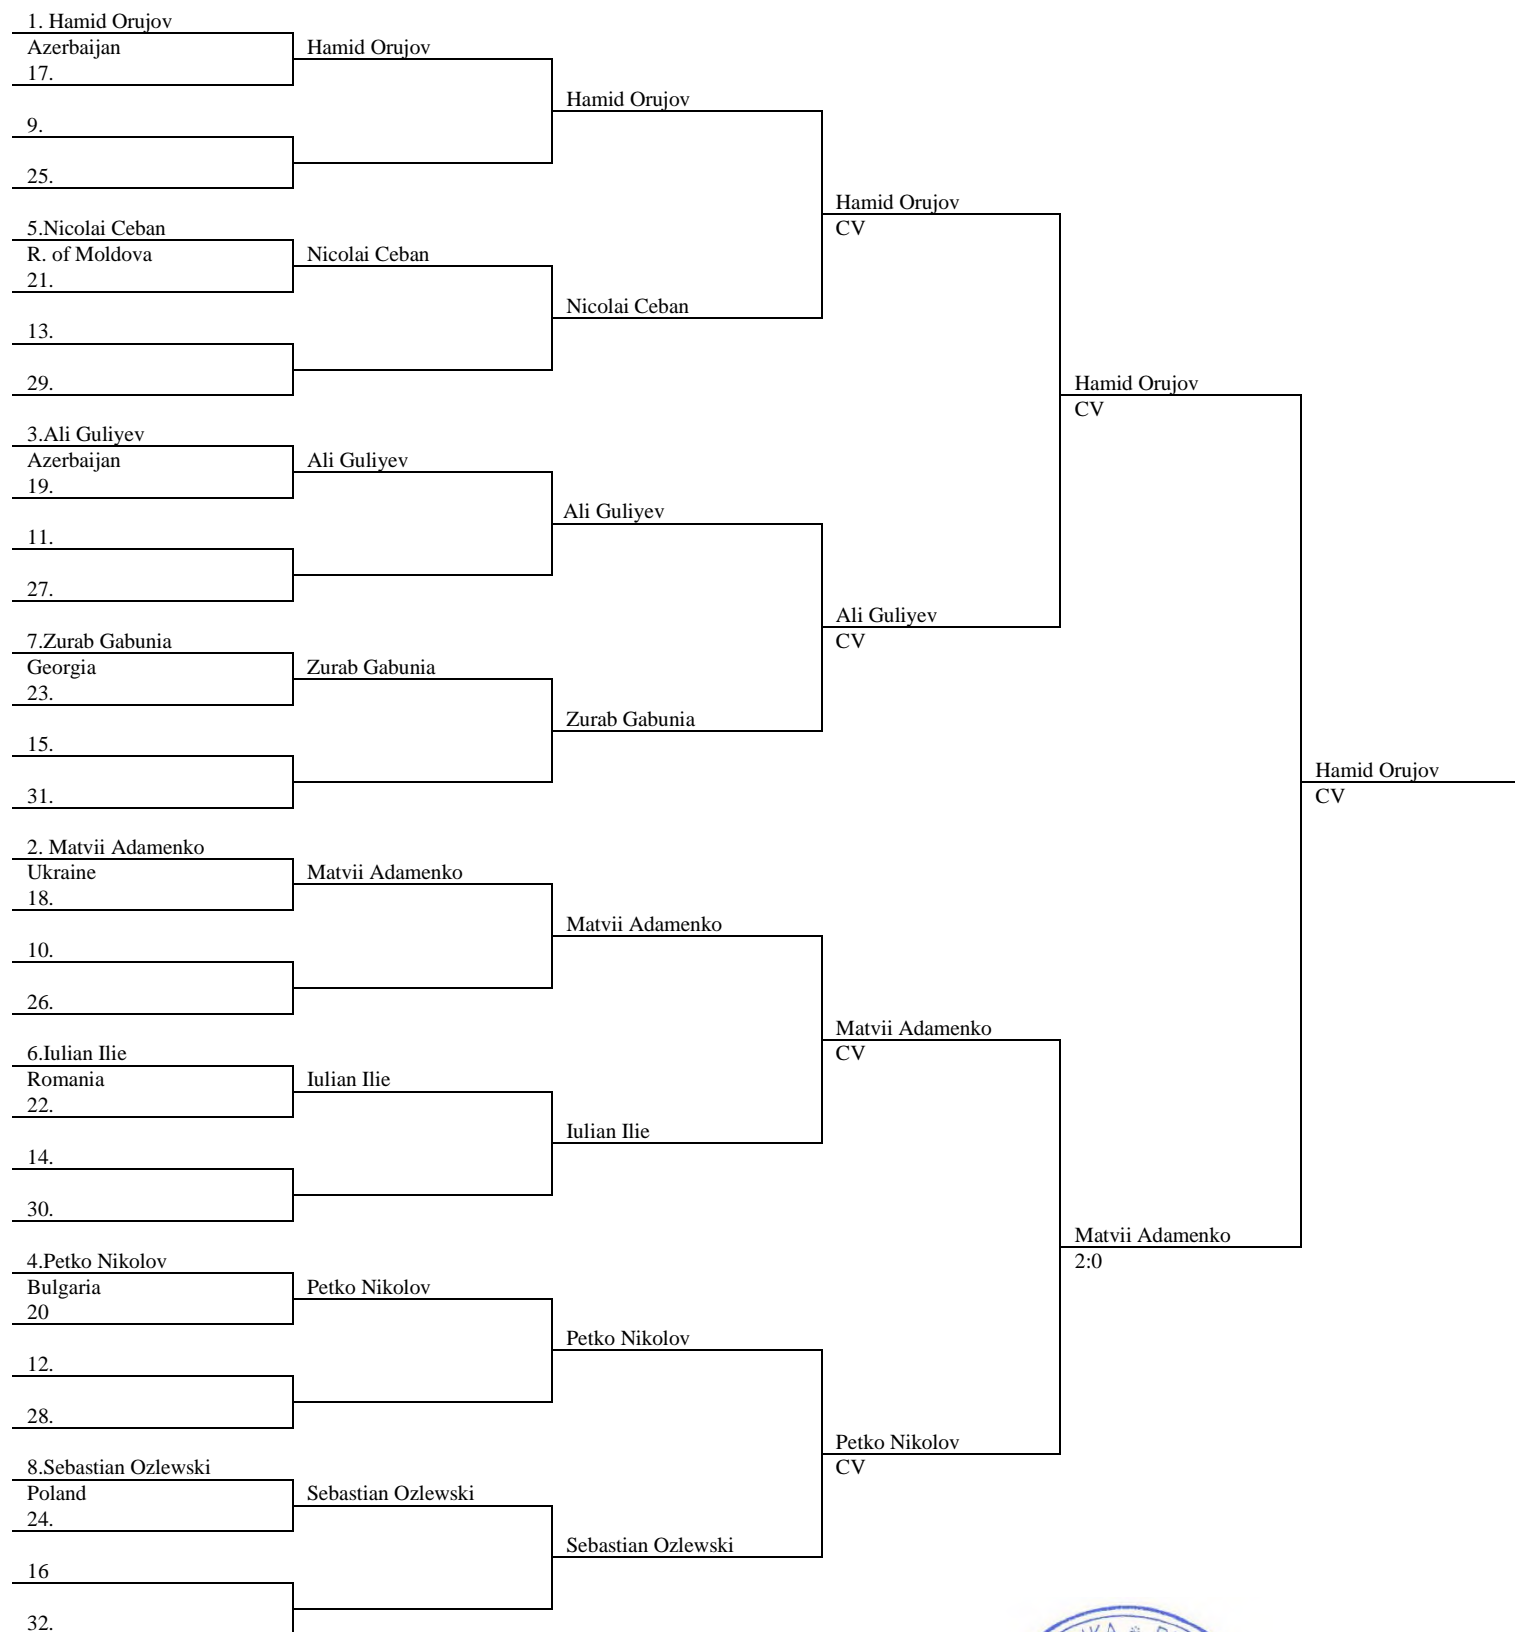 1. Hamid Orujov
Azerbaijan
17.
9.
25.
5.Nicolai Ceban
R. of Moldova
21.
13.
29.
3.Ali Guliyev
Azerbaijan
19.
11.
27.
7.Zurab Gabunia
Georgia
23.
15.
31.
2. Matvii Adamenko
Ukraine
18.
10.
26.
6.Iulian Ilie
Romania
22.
14.
30.
4.Petko Nikolov
Bulgaria
20
12.
28.
8.Sebastian Ozlewski
Poland
24.
16
32.
Hamid Orujov
Nicolai Ceban
Ali Guliyev
Zurab Gabunia
Matvii Adamenko
Iulian Ilie
Petko Nikolov
Sebastian Ozlewski
Hamid Orujov
Nicolai Ceban
Ali Guliyev
Zurab Gabunia
Matvii Adamenko
Iulian Ilie
Petko Nikolov
Sebastian Ozlewski
Hamid Orujov
CV
Ali Guliyev
CV
Matvii Adamenko
CV
Petko Nikolov
CV
Hamid Orujov
CV
Matvii Adamenko
2:0
Hamid Orujov
CV